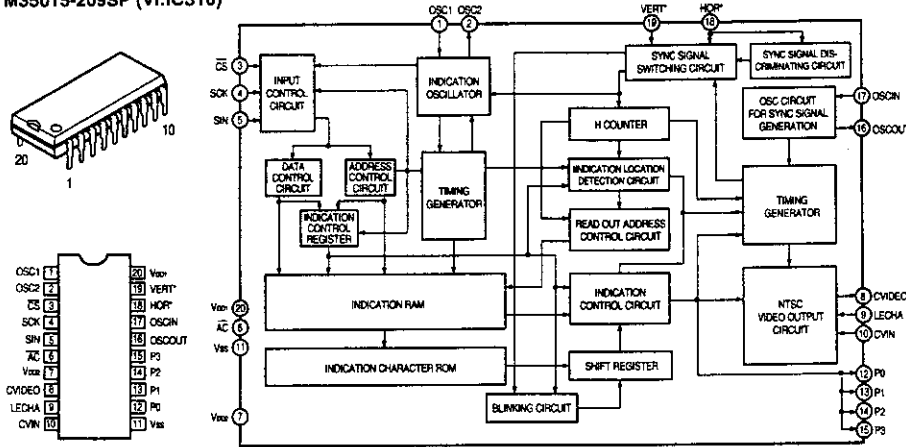 M35015-209SP (VI.IC310)
OSC1 OSC2 VERT* HOR*
1 2 19 18
CS 3
SCK 4
SIN 5
INPUT
CONTROL
CIRCUIT
INDICATION
OSCILLATOR
SYNC SIGNAL
SWITCHING CIRCUIT
SYNC SIGNAL DIS-
CRIMINATING CIRCUIT
OSC CIRCUIT
FOR SYNC SIGNAL
GENERATION
17 OSCIN
16 OSCOUT
H COUNTER
DATA
CONTROL
CIRCUIT
ADDRESS
CONTROL
CIRCUIT
TIMING
GENERATOR
IINDICATION LOCATION
DETECTION CIRCUIT
TIMING
GENERATOR
INDICATION
CONTROL
REGISTER
READ OUT ADDRESS
CONTROL CIRCUIT
VDD1 20
AC 6
VSS 11
INDICATION RAM
INDICATION
CONTROL
CIRCUIT
NTSC
VIDEO OUTPUT
CIRCUIT
8 CVIDEO
9 LECHA
10 CVIN
INDICATION CHARACTER ROM
SHIFT REGISTER
VDD2 7
BLINKING CIRCUIT
12 P0
13 P1
14 P2
15 P3
20
10
1
OSC1 1 20 VDD1
OSC2 2 19 VERT*
CS 3 18 HOR*
SCK 4 17 OSCIN
SIN 5 16 OSCOUT
AC 6 15 P3
VDD2 7 14 P2
CVIDEO 8 13 P1
LECHA 9 12 P0
CVIN 10 11 VSS